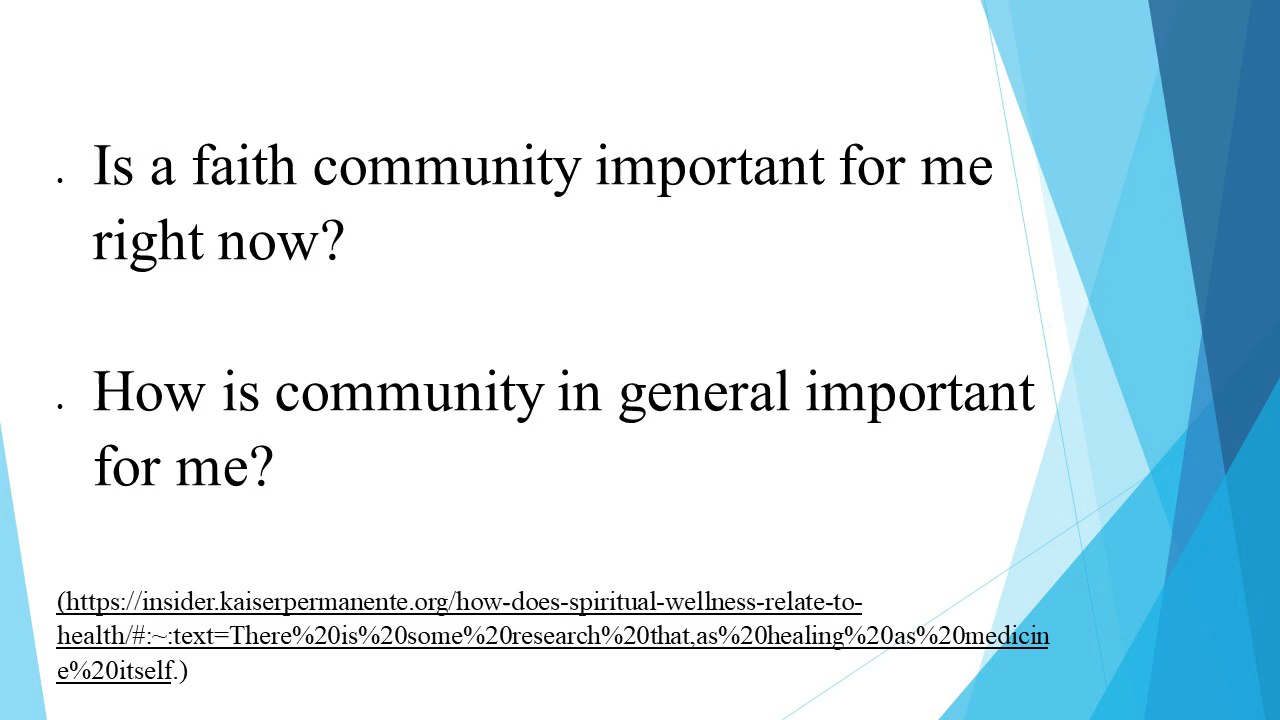 . Is a faith community important for me
right now?
. How is community in general important
for me?
(https://insider.kaiserpermanente.org/how-does-spiritual-wellness-relate-to-
health/#:~:text=There%20is%20some%20research%20that,as%20healing%20as%20medicin
e%20itself.)